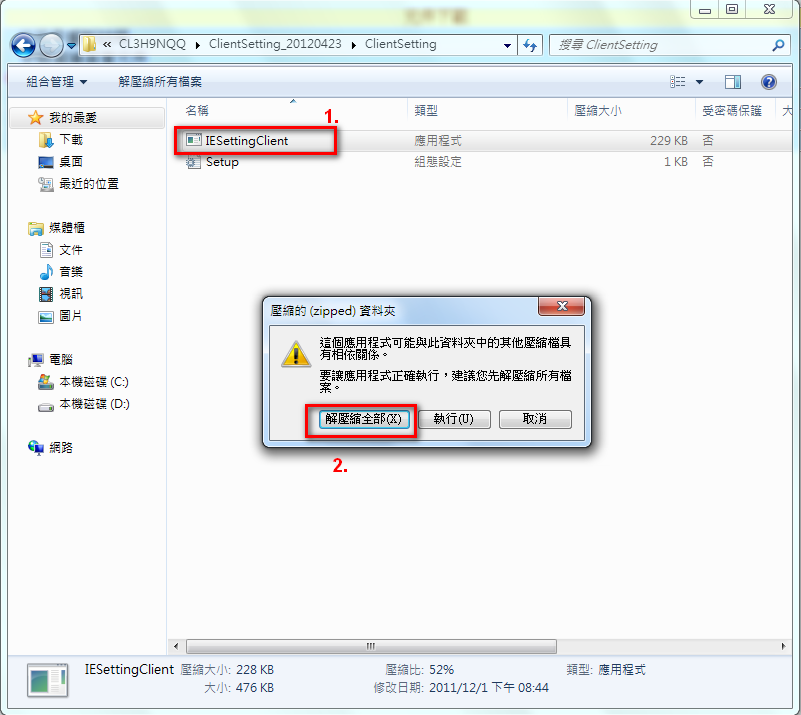 元件下載
« CL3H9NQQ ▸ ClientSetting_20120423 ▸ ClientSetting
搜尋 ClientSetting
組合管理 ▼ 解壓縮所有檔案
名稱 類型 壓縮大小 受密碼保護 大
1.
IESettingClient 應用程式 229 KB 否
Setup 組態設定 1 KB 否
我的最愛
下載
桌面
最近的位置
媒體櫃
文件
音樂
視訊
圖片
電腦
本機磁碟 (C:)
本機磁碟 (D:)
網路
壓縮的 (zipped) 資料夾
這個應用程式可能與此資料夾中的其他壓縮檔具
有相依關係。
要讓應用程式正確執行，建議您先解壓縮所有檔
案。
解壓縮全部(X) 執行(U) 取消
2.
IESettingClient 壓縮大小: 228 KB 壓縮比: 52% 類型: 應用程式
大小: 476 KB 修改日期: 2011/12/1 下午 08:44